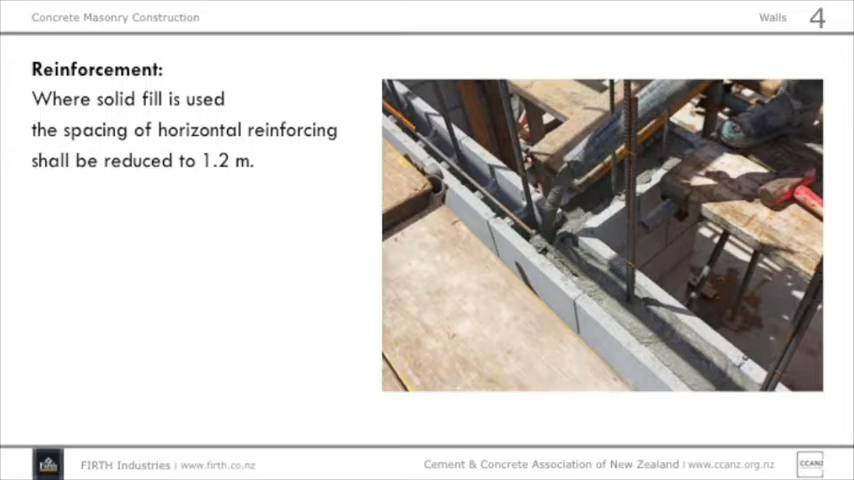 Concrete Masonry Construction
Walls 4
Reinforcement:
Where solid fill is used
the spacing of horizontal reinforcing
shall be reduced to 1.2 m.
Firth
FIRTH Industries | www.firth.co.nz
Cement & Concrete Association of New Zealand | www.ccanz.org.nz
CCANZ